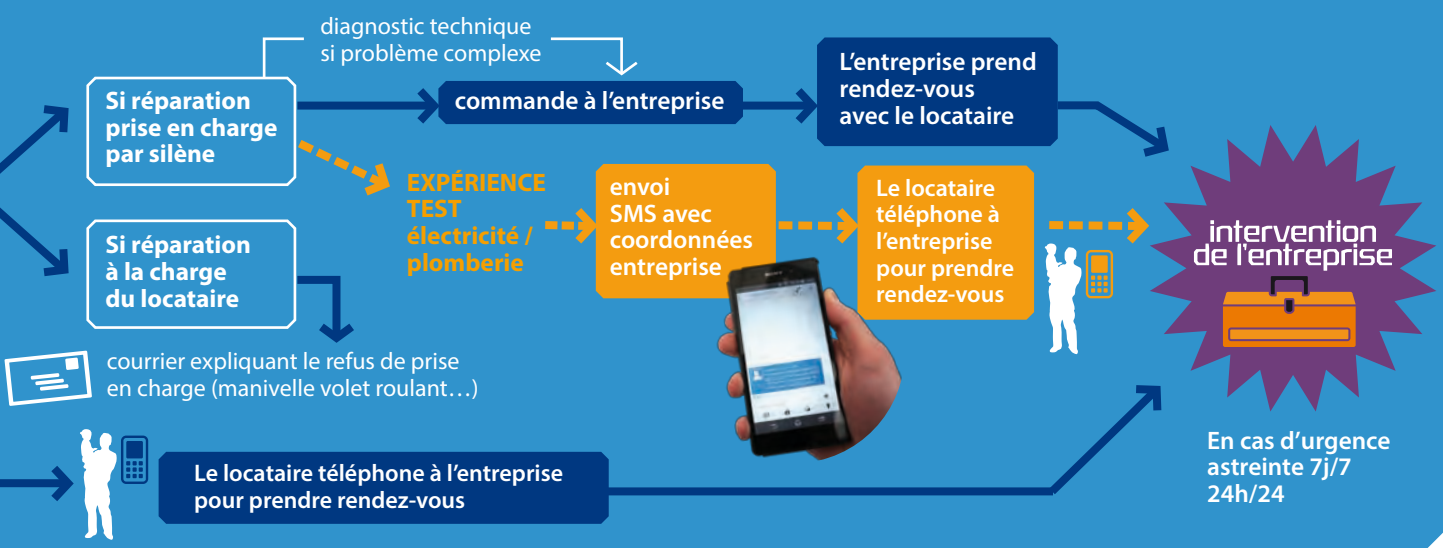 diagnostic technique
si problème complexe
Si réparation
prise en charge
par silène
commande à l'entreprise
L'entreprise prend
rendez-vous
avec le locataire
EXPÉRIENCE
TEST
électricité /
plomberie
envoi
SMS avec
coordonnées
entreprise
Le locataire
téléphone à
l'entreprise
pour prendre
rendez-vous
intervention
de l'entreprise
Si réparation
à la charge
du locataire
courrier expliquant le refus de prise
en charge (manivelle volet roulant…)
Le locataire téléphone à l'entreprise
pour prendre rendez-vous
En cas d'urgence
astreinte 7j/7
24h/24